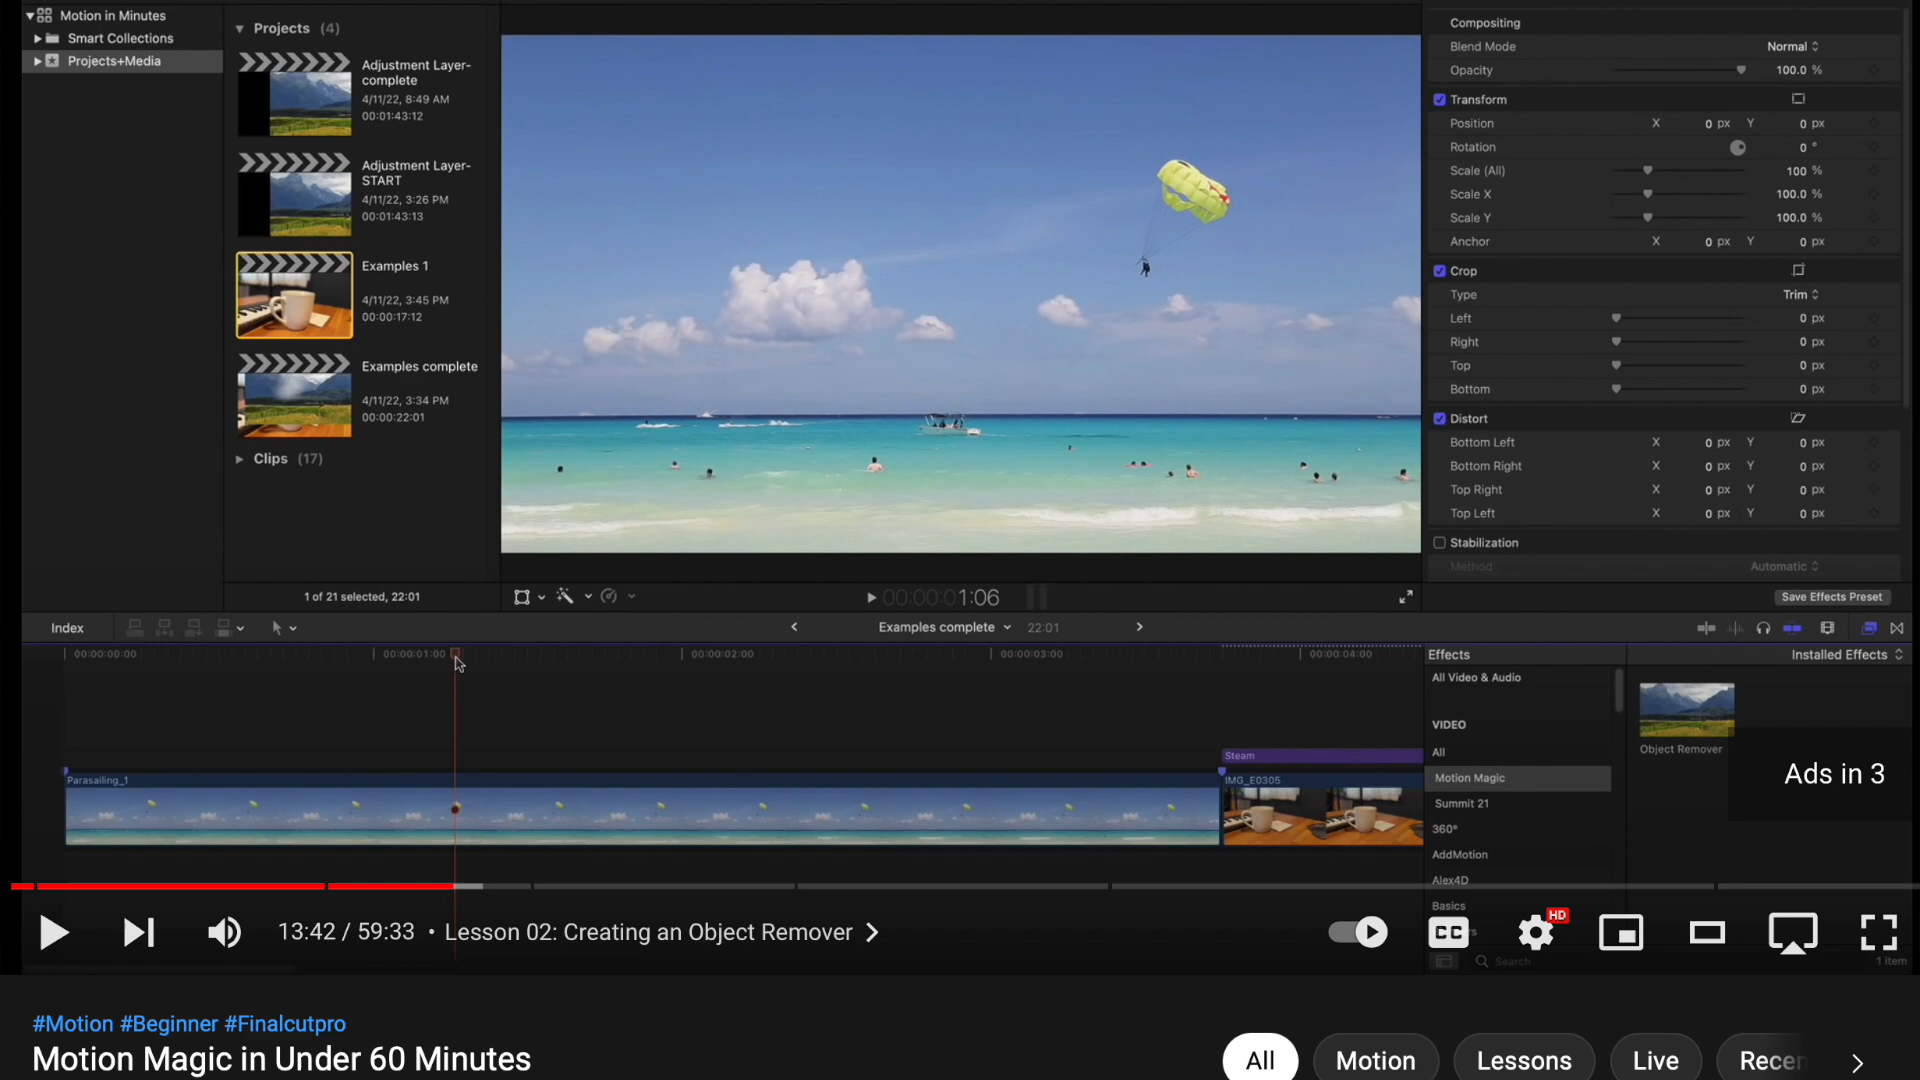 Motion in Minutes
Smart Collections
Projects+Media
Projects (4)
Adjustment Layer-
complete
4/11/22, 8:49 AM
00:01:43:12
Adjustment Layer-
START
4/11/22, 3:26 PM
00:01:43:13
Examples 1
4/11/22, 3:45 PM
00:00:17:12
Examples complete
4/11/22, 3:34 PM
00:00:22:01
Clips (17)
1 of 21 selected, 22:01
00:00:01:06
Compositing
Blend Mode Normal
Opacity 100.0 %
Transform
Position X 0 px Y 0 px
Rotation 0 °
Scale (All) 100 %
Scale X 100.0 %
Scale Y 100.0 %
Anchor X 0 px Y 0 px
Crop
Type Trim
Left 0 px
Right 0 px
Top 0 px
Bottom 0 px
Distort
Bottom Left X 0 px Y 0 px
Bottom Right X 0 px Y 0 px
Top Right X 0 px Y 0 px
Top Left X 0 px Y 0 px
Stabilization
Method Automatic
Save Effects Preset
Index
Examples complete 22:01
00:00:00:00 00:00:01:00 00:00:02:00 00:00:03:00 00:00:04:00
Steam
Parasailing_1
IMG_E0305
Effects
Installed Effects
All Video & Audio
VIDEO
All
Motion Magic
Summit 21
360°
AddMotion
Alex4D
Basics
Object Remover
Ads in 3
Search
1 item
13:42 / 59:33 • Lesson 02: Creating an Object Remover
CC
HD
#Motion #Beginner #Finalcutpro
Motion Magic in Under 60 Minutes
All Motion Lessons Live Recen